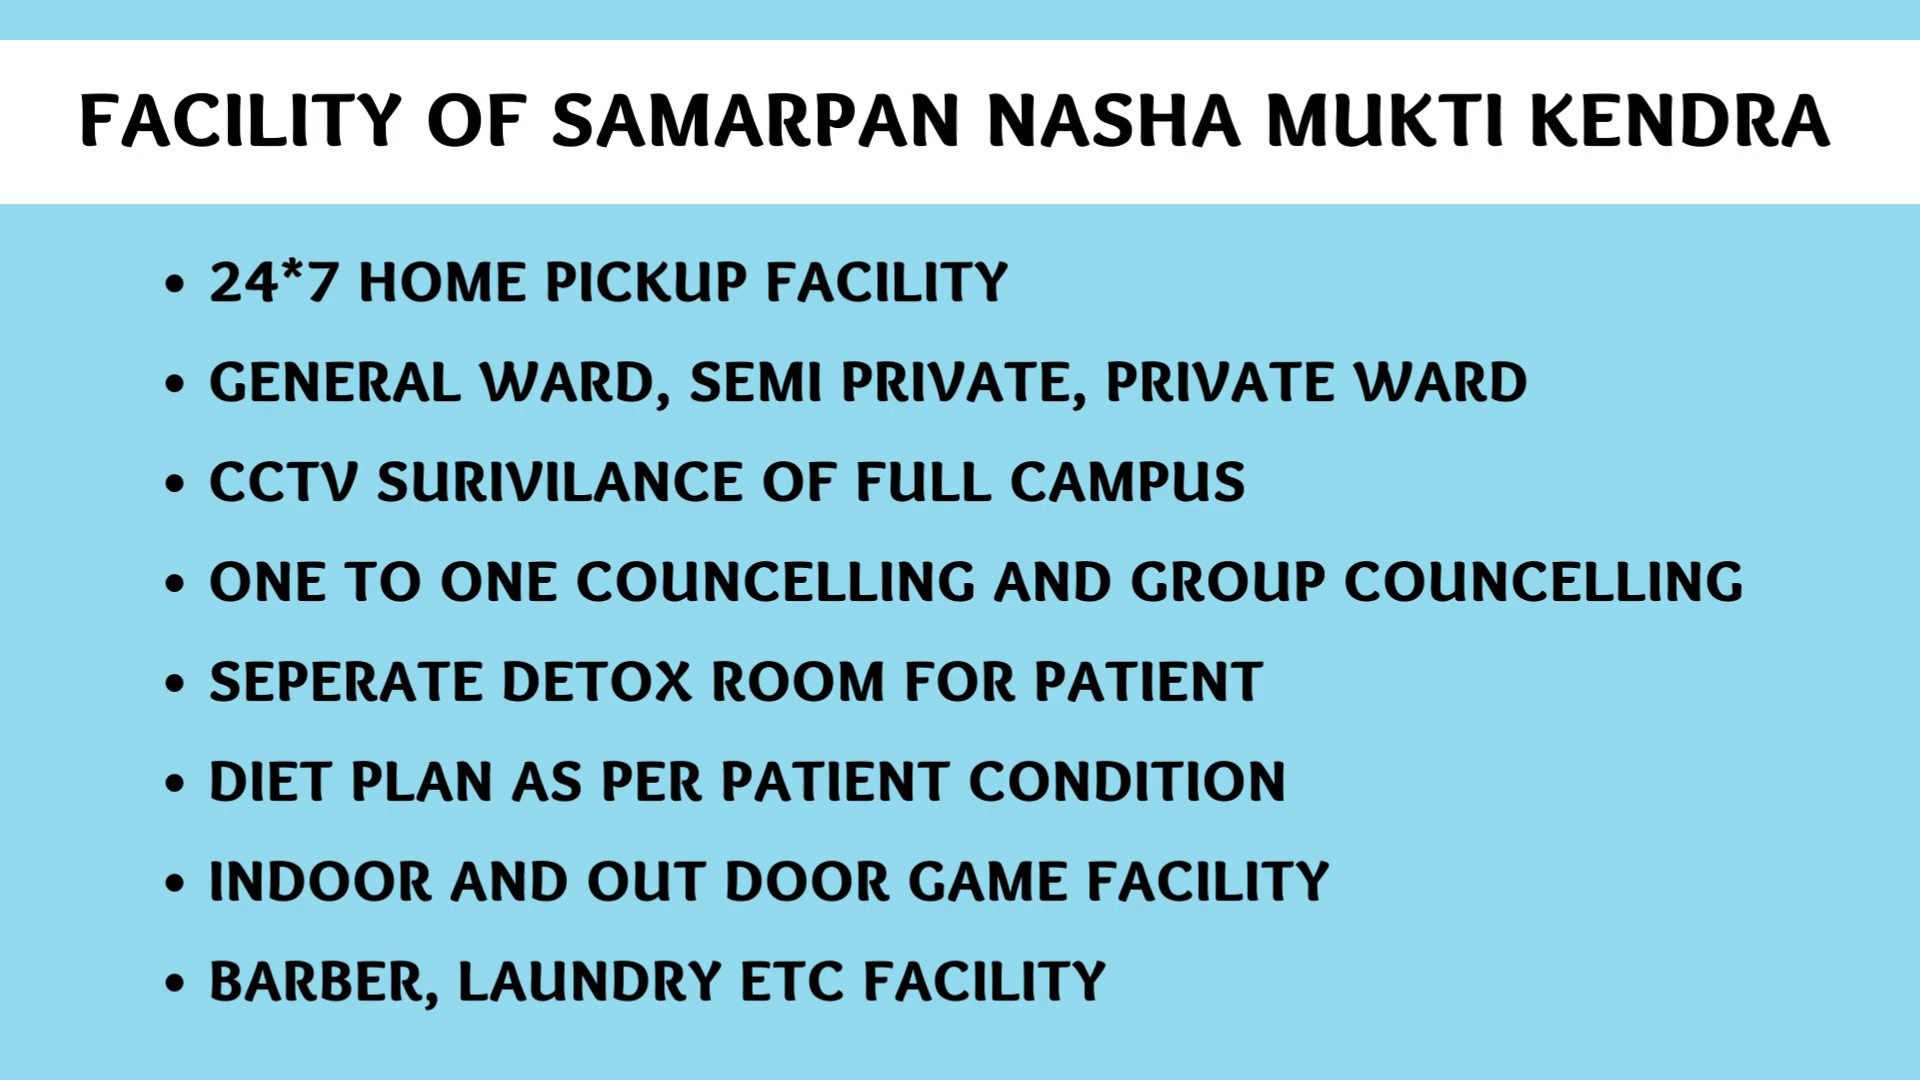 FACILITY OF SAMARPAN NASHA MUKTI KENDRA
• 24*7 HOME PICKUP FACILITY
• GENERAL WARD, SEMI PRIVATE, PRIVATE WARD
• CCTV SURIVILANCE OF FULL CAMPUS
• ONE TO ONE COUNCELLING AND GROUP COUNCELLING
• SEPERATE DETOX ROOM FOR PATIENT
• DIET PLAN AS PER PATIENT CONDITION
• INDOOR AND OUT DOOR GAME FACILITY
• BARBER, LAUNDRY ETC FACILITY